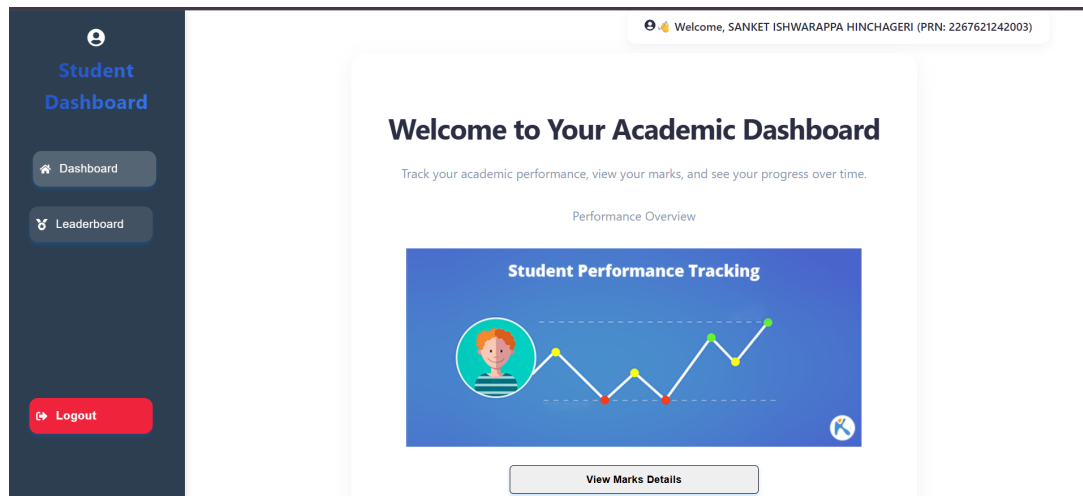 Welcome, SANKET ISHWARAPPA HINCHAGERI (PRN: 2267621242003)
Student
Dashboard
Dashboard
Leaderboard
Logout
Welcome to Your Academic Dashboard
Track your academic performance, view your marks, and see your progress over time.
Performance Overview
Student Performance Tracking
View Marks Details